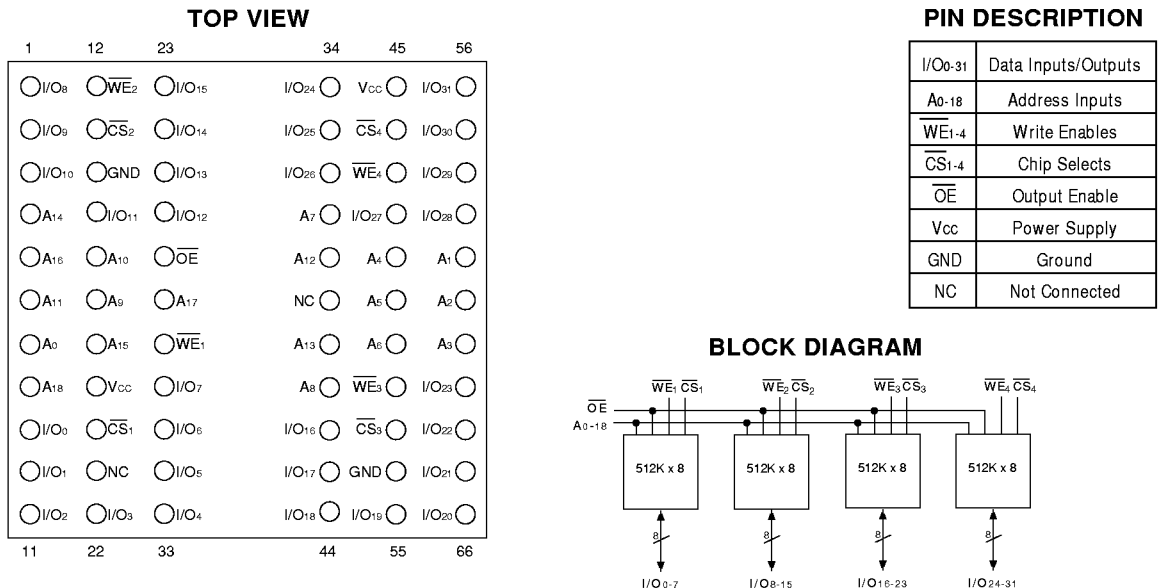 TOP VIEW
1 12 23 34 45 56
I/O8 WE2 I/O15 I/O24 VCC I/O31
I/O9 CS2 I/O14 I/O25 CS4 I/O30
I/O10 GND I/O13 I/O26 WE4 I/O29
A14 I/O11 I/O12 A7 I/O27 I/O28
A16 A10 OE A12 A4 A1
A11 A9 A17 NC A5 A2
A0 A15 WE1 A13 A6 A3
A18 VCC I/O7 A8 WE3 I/O23
I/O0 CS1 I/O6 I/O16 CS3 I/O22
I/O1 NC I/O5 I/O17 GND I/O21
I/O2 I/O3 I/O4 I/O18 I/O19 I/O20
11 22 33 44 55 66
PIN DESCRIPTION
I/O0-31 Data Inputs/Outputs
A0-18 Address Inputs
WE1-4 Write Enables
CS1-4 Chip Selects
OE Output Enable
Vcc Power Supply
GND Ground
NC Not Connected
BLOCK DIAGRAM
WE1 CS1 WE2 CS2 WE3 CS3 WE4 CS4
OE
A0-18
512K x 8 512K x 8 512K x 8 512K x 8
8 8 8 8
I/O0-7 I/O8-15 I/O16-23 I/O24-31